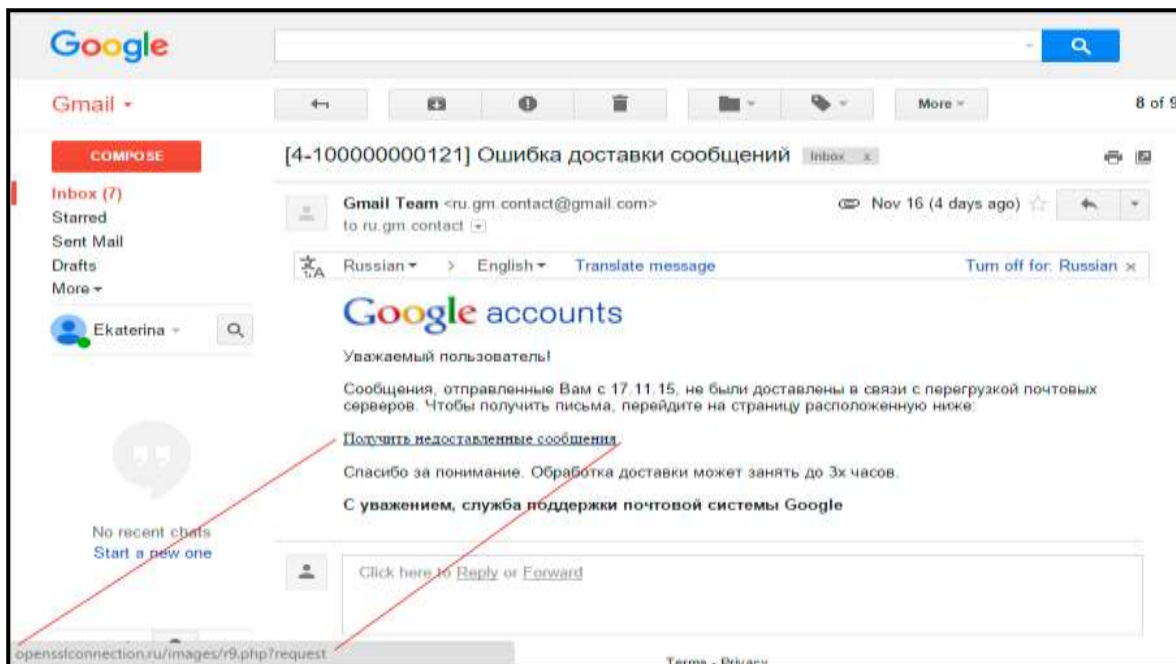 Google
Gmail
More
8 of 9
COMPOSE
[4-100000000121] Ошибка доставки сообщений Inbox x
Inbox (7)
Starred
Sent Mail
Drafts
More
Gmail Team <ru.gm.contact@gmail.com>
Nov 16 (4 days ago)
to ru.gm.contact
Russian > English Translate message
Turn off for: Russian x
Ekaterina
Google accounts
Уважаемый пользователь!
Сообщения, отправленные Вам с 17.11.15, не были доставлены в связи с перегрузкой почтовых
серверов. Чтобы получить письма, перейдите на страницу расположенную ниже:
Получить недоставленные сообщения.
Спасибо за понимание. Обработка доставки может занять до 3х часов.
С уважением, служба поддержки почтовой системы Google
No recent chats
Start a new one
Click here to Reply or Forward
opensslconnection.ru/images/r9.php?request
Terms - Privacy